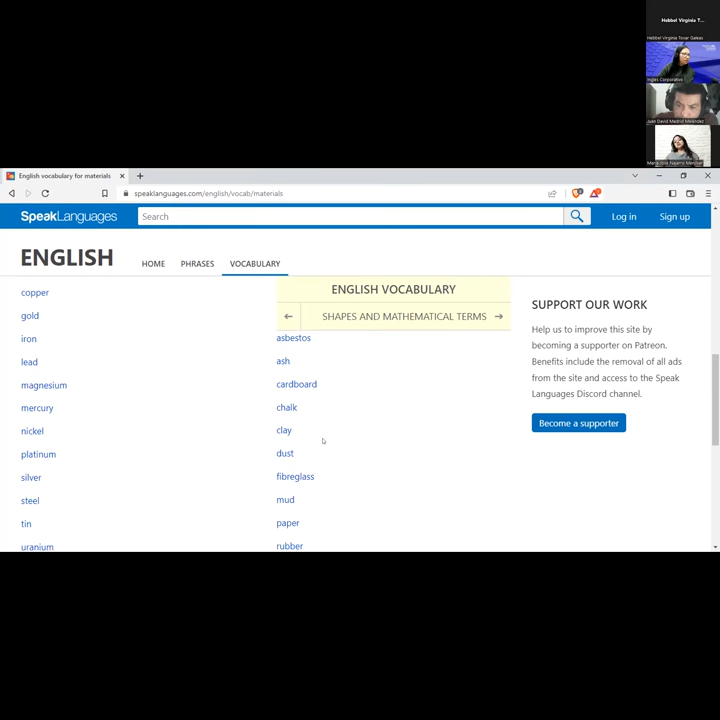 Hebbel Virginia T...
Hebbel Virginia Tovar Galeas
Ingles Corporativo
Juan David Madrid Melendez
English vocabulary for materials
speaklanguages.com/english/vocab/materials
SpeakLanguages
Search
Log in
Sign up
ENGLISH
HOME
PHRASES
VOCABULARY
copper
gold
iron
lead
magnesium
mercury
nickel
platinum
silver
steel
tin
uranium
ENGLISH VOCABULARY
← SHAPES AND MATHEMATICAL TERMS →
asbestos
ash
cardboard
chalk
clay
dust
fibreglass
mud
paper
rubber
SUPPORT OUR WORK
Help us to improve this site by
becoming a supporter on Patreon.
Benefits include the removal of all ads
from the site and access to the Speak
Languages Discord channel.
Become a supporter